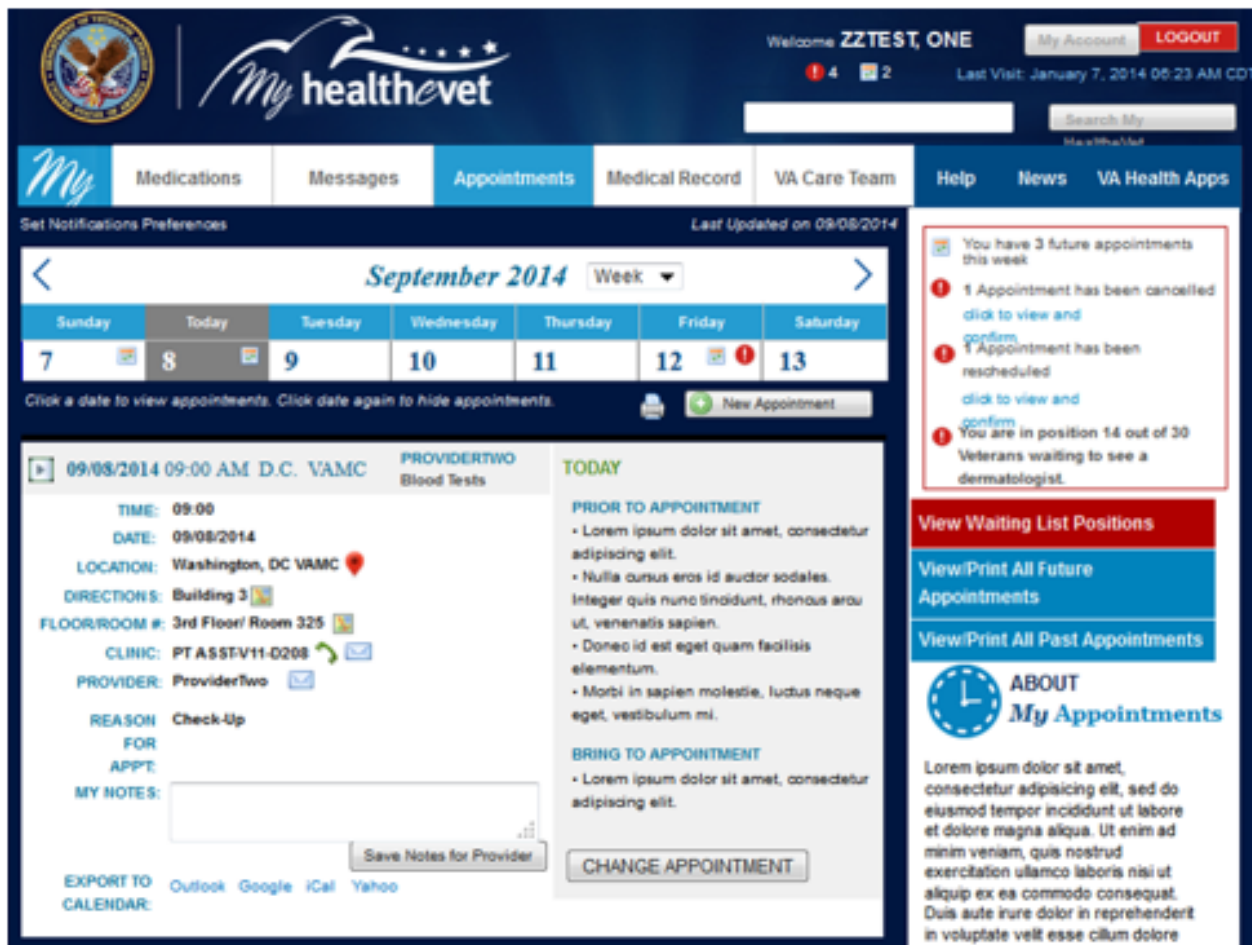 My healthevet
Welcome ZZTEST, ONE
My Account
LOGOUT
4 2
Last Visit: January 7, 2014 06:23 AM CDT
Search My
HealtheVet
My
Medications
Messages
Appointments
Medical Record
VA Care Team
Help
News
VA Health Apps
Set Notifications Preferences
Last Updated on 09/08/2014
September 2014
Week
Sunday Today Tuesday Wednesday Thursday Friday Saturday
7 8 9 10 11 12 13
Click a date to view appointments. Click date again to hide appointments.
New Appointment
09/08/2014 09:00 AM D.C. VAMC
PROVIDERTWO
Blood Tests
TIME: 09:00
DATE: 09/08/2014
LOCATION: Washington, DC VAMC
DIRECTIONS: Building 3
FLOOR/ROOM #: 3rd Floor/ Room 325
CLINIC: PT ASST-V11-D208
PROVIDER: ProviderTwo
REASON Check-Up
FOR
APPT:
MY NOTES:
Save Notes for Provider
EXPORT TO Outlook Google iCal Yahoo
CALENDAR:
TODAY
PRIOR TO APPOINTMENT
• Lorem ipsum dolor sit amet, consectetur
adipiscing elit.
• Nulla cursus eros id auctor sodales.
Integer quis nunc tincidunt, rhoncus arcu
ut, venenatis sapien.
• Donec id est eget quam facilisis
elementum.
• Morbi in sapien molestie, luctus neque
eget, vestibulum mi.
BRING TO APPOINTMENT
• Lorem ipsum dolor sit amet, consectetur
adipiscing elit.
CHANGE APPOINTMENT
You have 3 future appointments
this week
1 Appointment has been cancelled
click to view and
confirm
1 Appointment has been
rescheduled
click to view and
confirm
You are in position 14 out of 30
Veterans waiting to see a
dermatologist.
View Waiting List Positions
View/Print All Future
Appointments
View/Print All Past Appointments
ABOUT
My Appointments
Lorem ipsum dolor sit amet,
consectetur adipisicing elit, sed do
eiusmod tempor incididunt ut labore
et dolore magna aliqua. Ut enim ad
minim veniam, quis nostrud
exercitation ullamco laboris nisi ut
aliquip ex ea commodo consequat.
Duis aute irure dolor in reprehenderit
in voluptate velit esse cillum dolore